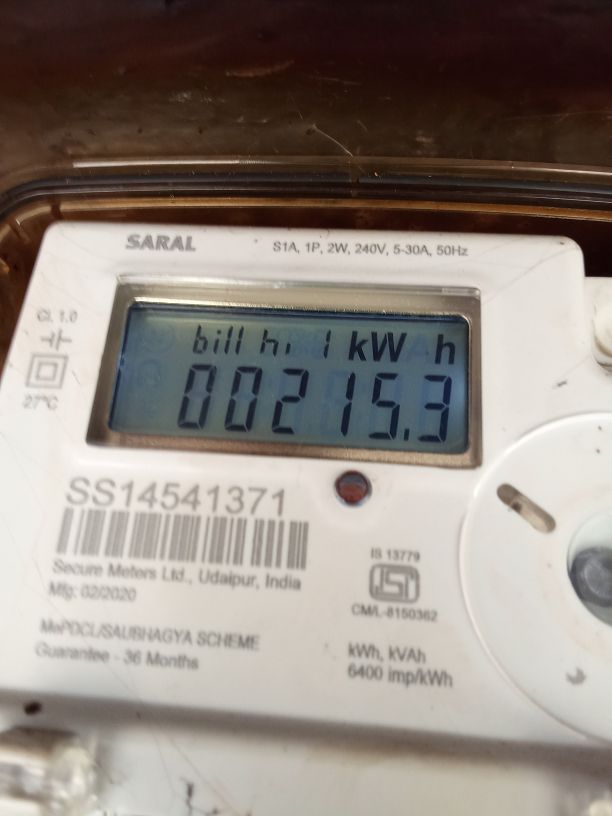 SARAL
S1A, 1P, 2W, 240V, 5-30A, 50Hz
Cl. 1.0
27°C
bill hi 1 kW h
00215.3
SS14541371
Secure Meters Ltd., Udaipur, India
Mfg: 02/2020
IS 13779
ISI
CM/L-8150362
MePDCL/SAUBHAGYA SCHEME
Guarantee - 36 Months
kWh, kVAh
6400 imp/kWh